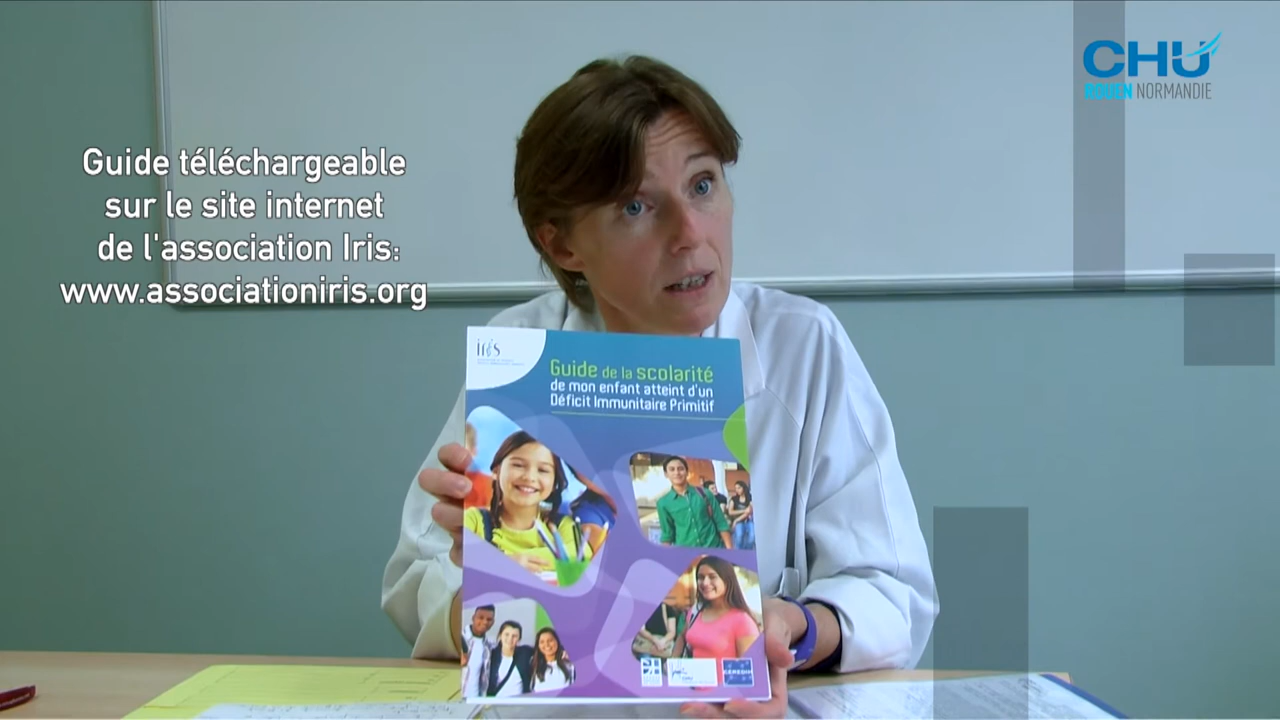 CHU
ROUEN NORMANDIE
Guide téléchargeable
sur le site internet
de l'association Iris:
www.associationiris.org
iris
Guide de la scolarité
de mon enfant atteint d'un
Déficit Immunitaire Primitif
CEREDIH